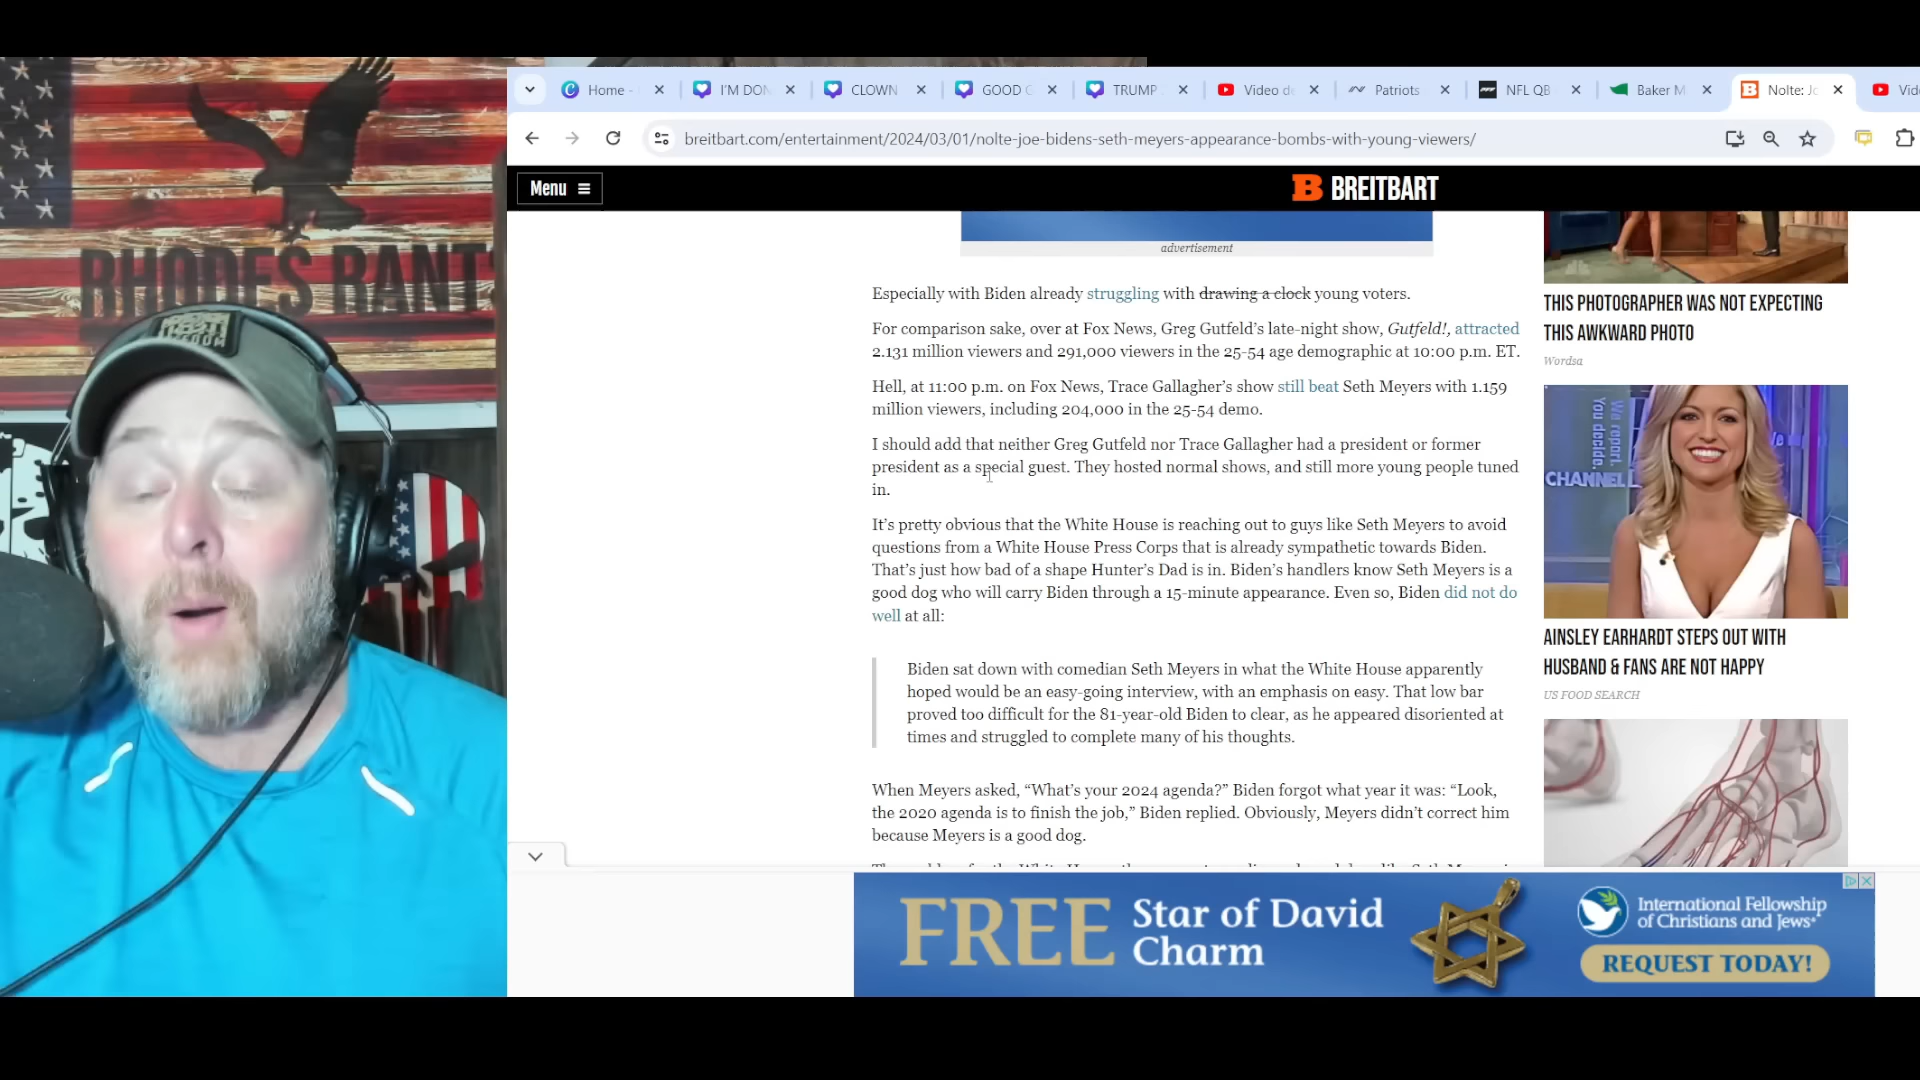 Home -
I'M DON
CLOWN
GOOD
TRUMP
Video de
Patriots
NFL QB
Baker M
Nolte: Jo
Vid
breitbart.com/entertainment/2024/03/01/nolte-joe-bidens-seth-meyers-appearance-bombs-with-young-viewers/
Menu
B BREITBART
RHODES RANT
advertisement
Especially with Biden already struggling with drawing a clock young voters.
For comparison sake, over at Fox News, Greg Gutfeld's late-night show, Gutfeld!, attracted
2.131 million viewers and 291,000 viewers in the 25-54 age demographic at 10:00 p.m. ET.
Hell, at 11:00 p.m. on Fox News, Trace Gallagher's show still beat Seth Meyers with 1.159
million viewers, including 204,000 in the 25-54 demo.
I should add that neither Greg Gutfeld nor Trace Gallagher had a president or former
president as a special guest. They hosted normal shows, and still more young people tuned
in.
It's pretty obvious that the White House is reaching out to guys like Seth Meyers to avoid
questions from a White House Press Corps that is already sympathetic towards Biden.
That's just how bad of a shape Hunter's Dad is in. Biden's handlers know Seth Meyers is a
good dog who will carry Biden through a 15-minute appearance. Even so, Biden did not do
well at all:
Biden sat down with comedian Seth Meyers in what the White House apparently
hoped would be an easy-going interview, with an emphasis on easy. That low bar
proved too difficult for the 81-year-old Biden to clear, as he appeared disoriented at
times and struggled to complete many of his thoughts.
When Meyers asked, “What's your 2024 agenda?” Biden forgot what year it was: “Look,
the 2020 agenda is to finish the job,” Biden replied. Obviously, Meyers didn't correct him
because Meyers is a good dog.
THIS PHOTOGRAPHER WAS NOT EXPECTING
THIS AWKWARD PHOTO
Wordsa
We report.
You decide.
CHANNEL
AINSLEY EARHARDT STEPS OUT WITH
HUSBAND & FANS ARE NOT HAPPY
US FOOD SEARCH
FREE Star of David
Charm
International Fellowship
of Christians and Jews
REQUEST TODAY!